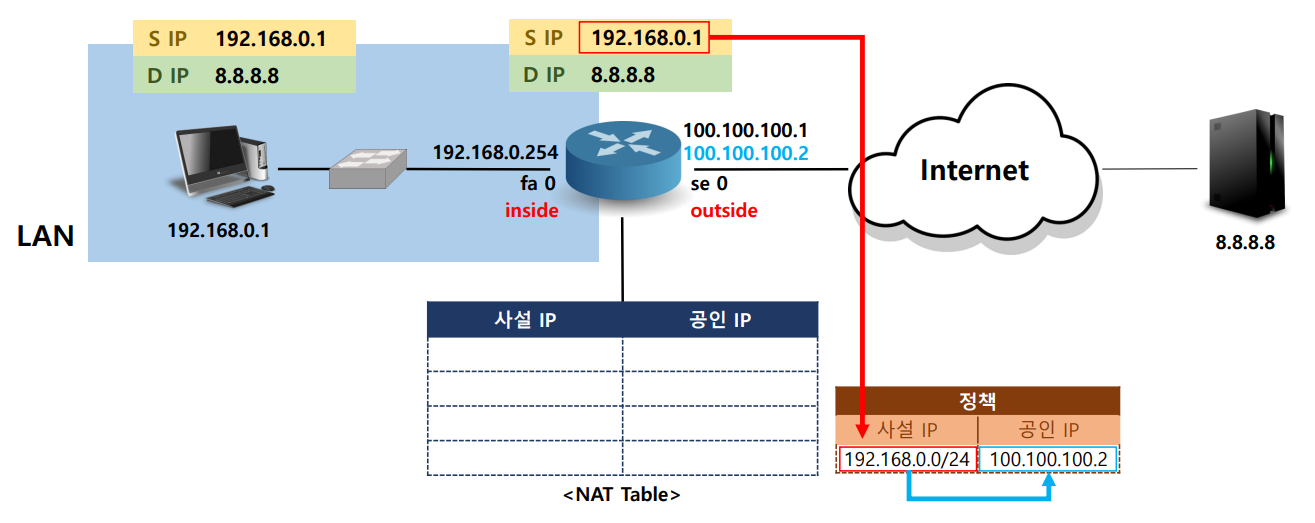 S IP 192.168.0.1
D IP 8.8.8.8
S IP 192.168.0.1
D IP 8.8.8.8
100.100.100.1
192.168.0.254 100.100.100.2
fa 0 se 0
inside outside
Internet
192.168.0.1
LAN
8.8.8.8
사설 IP 공인 IP
<NAT Table>
정책
사설 IP 공인 IP
192.168.0.0/24 100.100.100.2